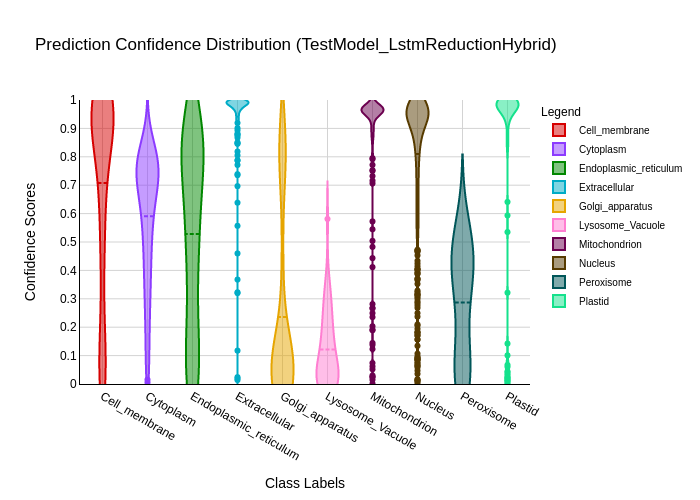 Prediction Confidence Distribution (TestModel_LstmReductionHybrid)
Confidence Scores
1
0.9
0.8
0.7
0.6
0.5
0.4
0.3
0.2
0.1
0
Cell_membrane
Cytoplasm
Endoplasmic_reticulum
Extracellular
Golgi_apparatus
Lysosome_Vacuole
Mitochondrion
Nucleus
Peroxisome
Plastid
Class Labels
Legend
Cell_membrane
Cytoplasm
Endoplasmic_reticulum
Extracellular
Golgi_apparatus
Lysosome_Vacuole
Mitochondrion
Nucleus
Peroxisome
Plastid